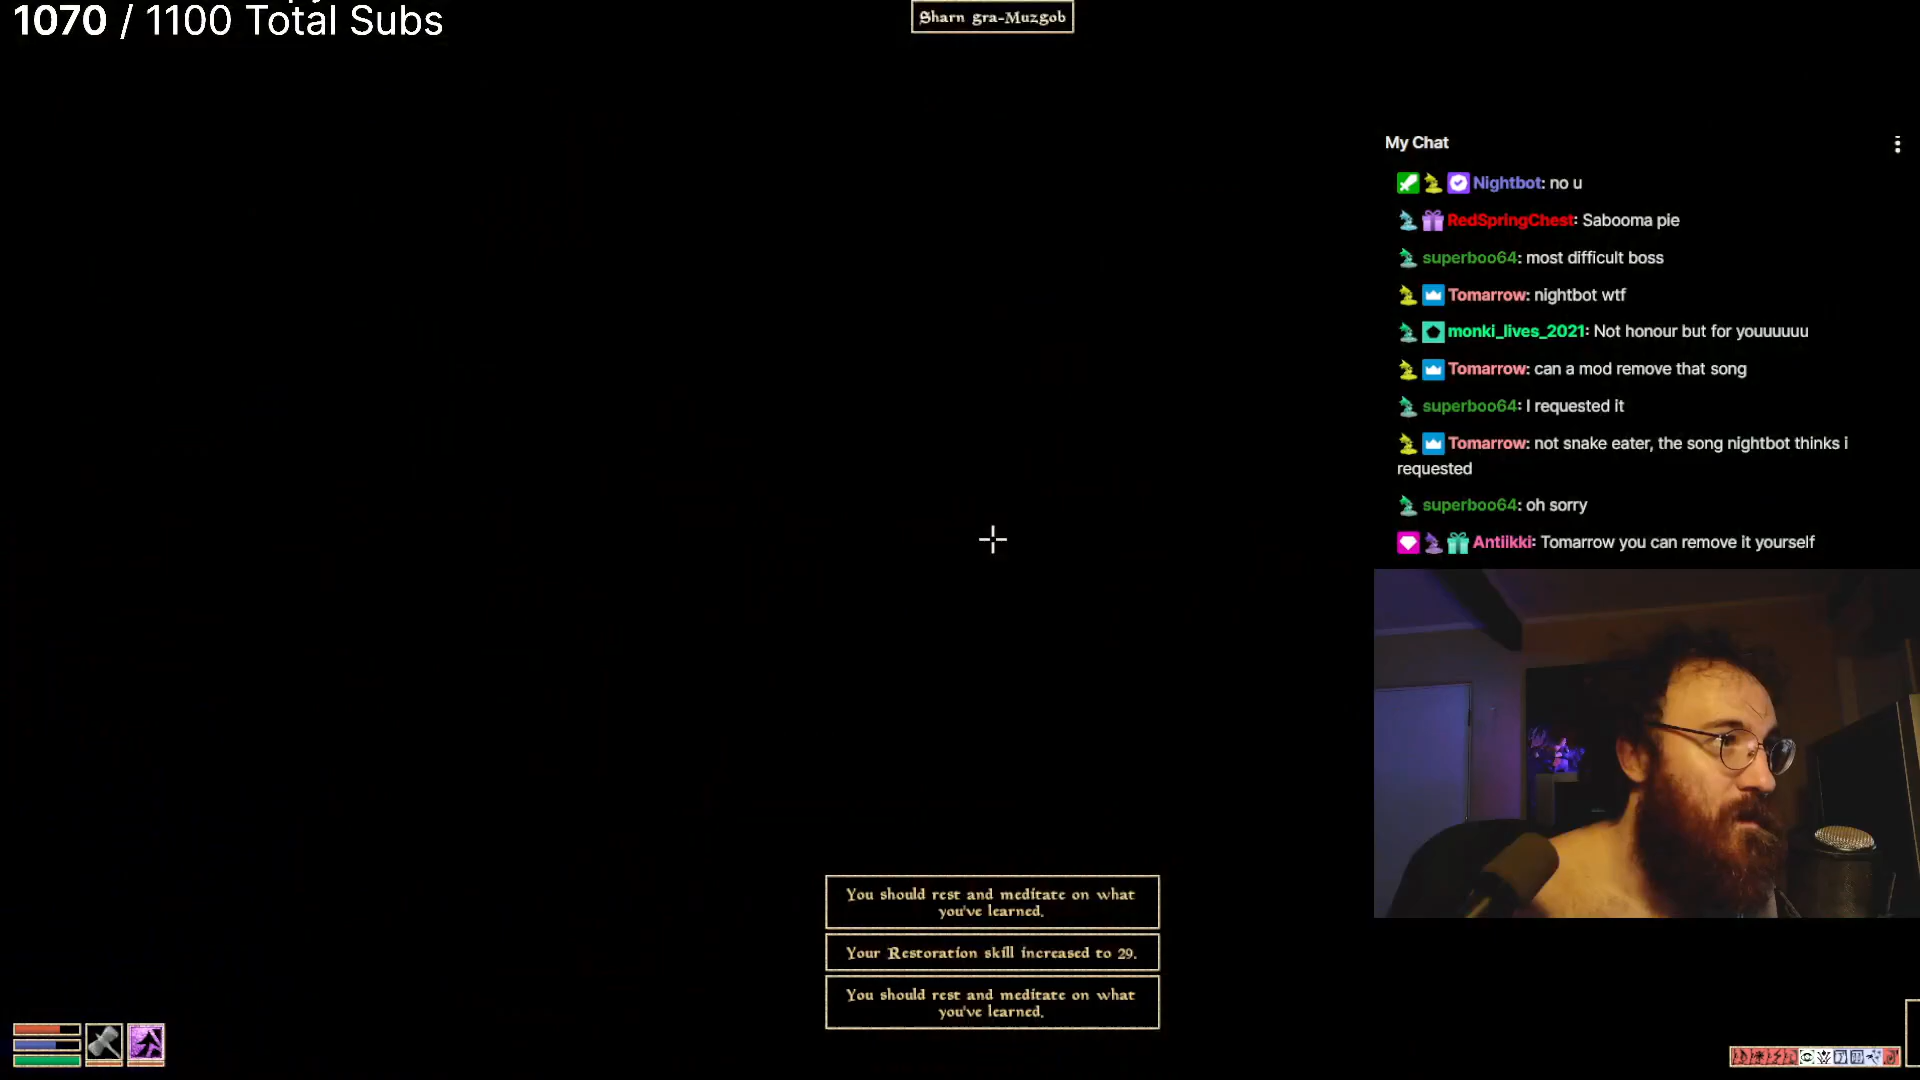 1070 / 1100 Total Subs
Sharn gra-Muzgob
My Chat
Nightbot: no u
RedSpringChest: Sabooma pie
superboo64: most difficult boss
Tomarrow: nightbot wtf
monki_lives_2021: Not honour but for youuuuuu
Tomarrow: can a mod remove that song
superboo64: I requested it
Tomarrow: not snake eater, the song nightbot thinks i
requested
superboo64: oh sorry
Antiikki: Tomarrow you can remove it yourself
You should rest and meditate on what
you've learned.
Your Restoration skill increased to 29.
You should rest and meditate on what
you've learned.